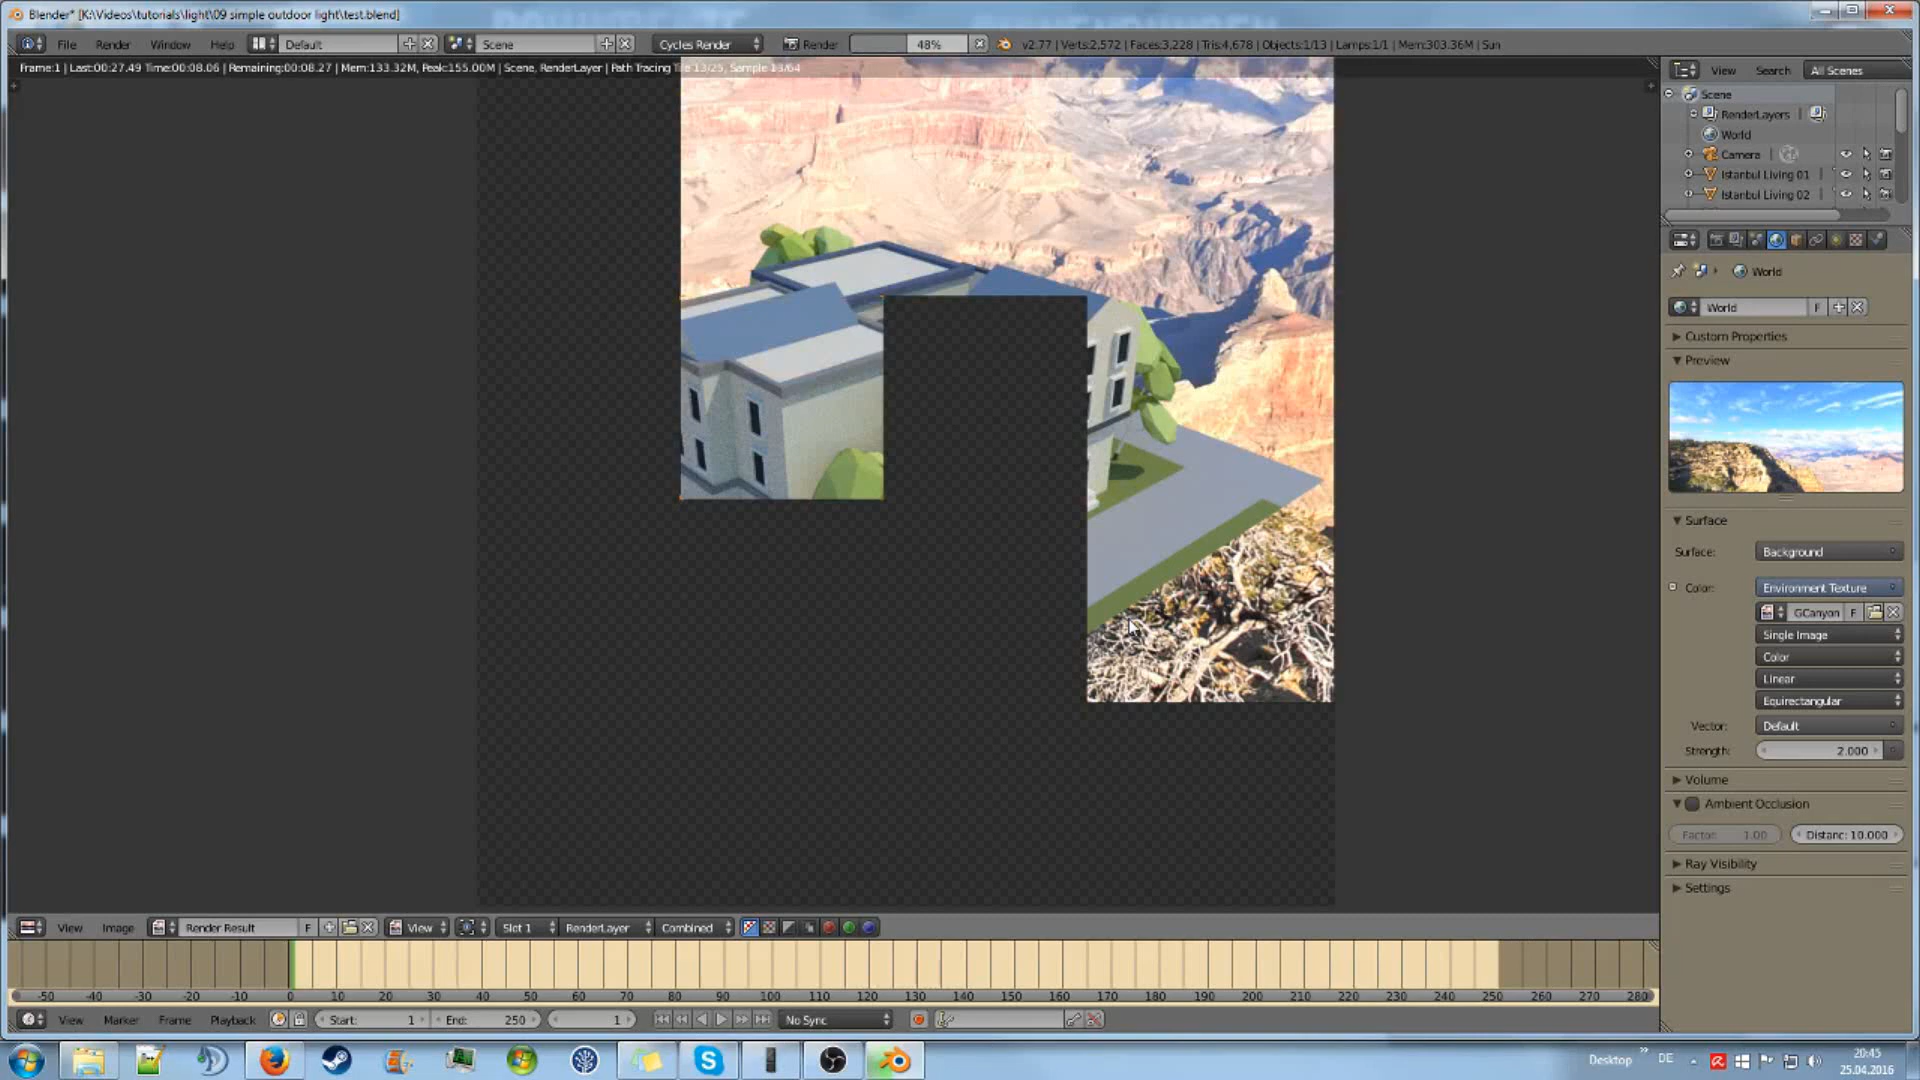 Blender* [K:\Videos\tutorials\light\09 simple outdoor light\test.blend]
File Render Window Help Default Scene Cycles Render Render 48% v2.77 | Verts:2,572 | Faces:3,228 | Tris:4,678 | Objects:1/13 | Lamps:1/1 | Mem:303.36M | Sun
Frame:1 | Last:00:27.49 Time:00:08.06 | Remaining:00:08.27 | Mem:133.32M, Peak:155.00M | Scene, RenderLayer | Path Tracing Tile 13/25, Sample 13/64
View Search All Scenes
Scene
RenderLayers
World
Camera
Istanbul Living 01
Istanbul Living 02
World
World F
Custom Properties
Preview
Surface
Surface: Background
Color: Environment Texture
GCanyon F
Single Image
Color
Linear
Equirectangular
Vector: Default
Strength: 2.000
Volume
Ambient Occlusion
Factor: 1.00 Distanc: 10.000
Ray Visibility
Settings
View Image Render Result F View Slot 1 RenderLayer Combined
-50 -40 -30 -20 -10 0 10 20 30 40 50 60 70 80 90 100 110 120 130 140 150 160 170 180 190 200 210 220 230 240 250 260 270 280
View Marker Frame Playback Start: 1 End: 250 1 No Sync
Desktop DE 20:45
25.04.2016